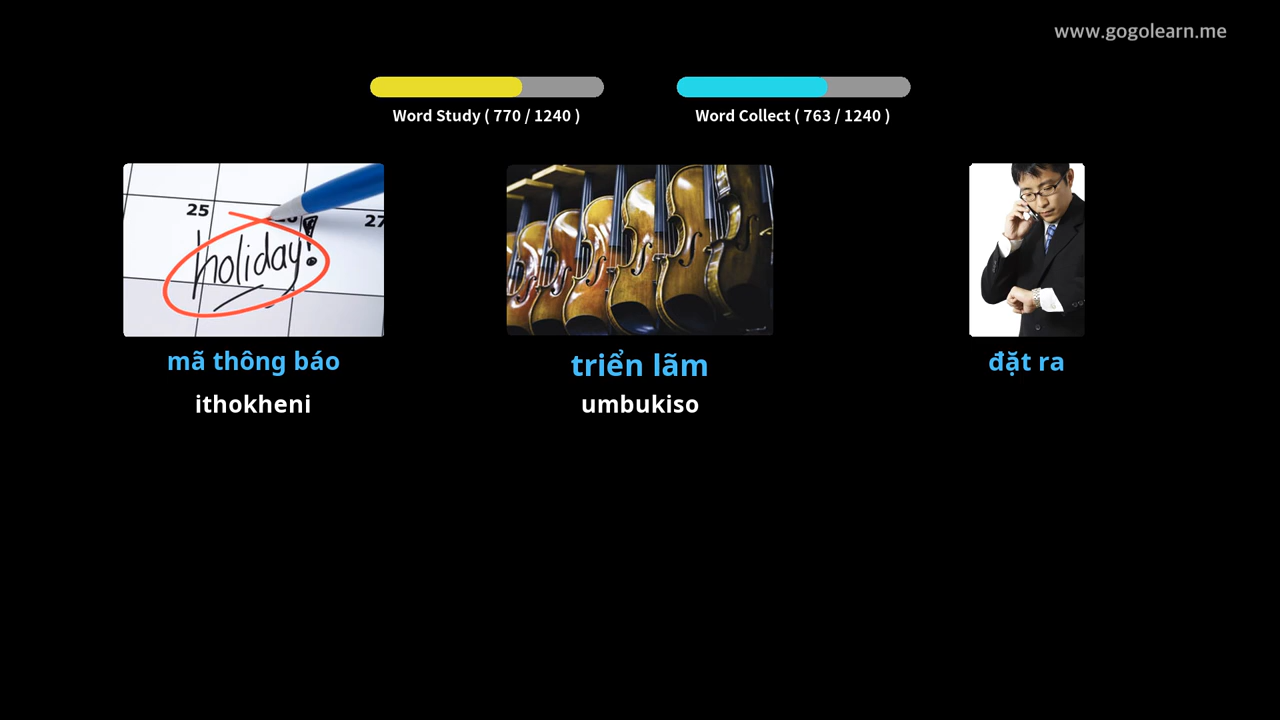 www.gogolearn.me
Word Study ( 770 / 1240 )
Word Collect ( 763 / 1240 )
25
27
holiday!
mã thông báo
triển lãm
đặt ra
ithokheni
umbukiso